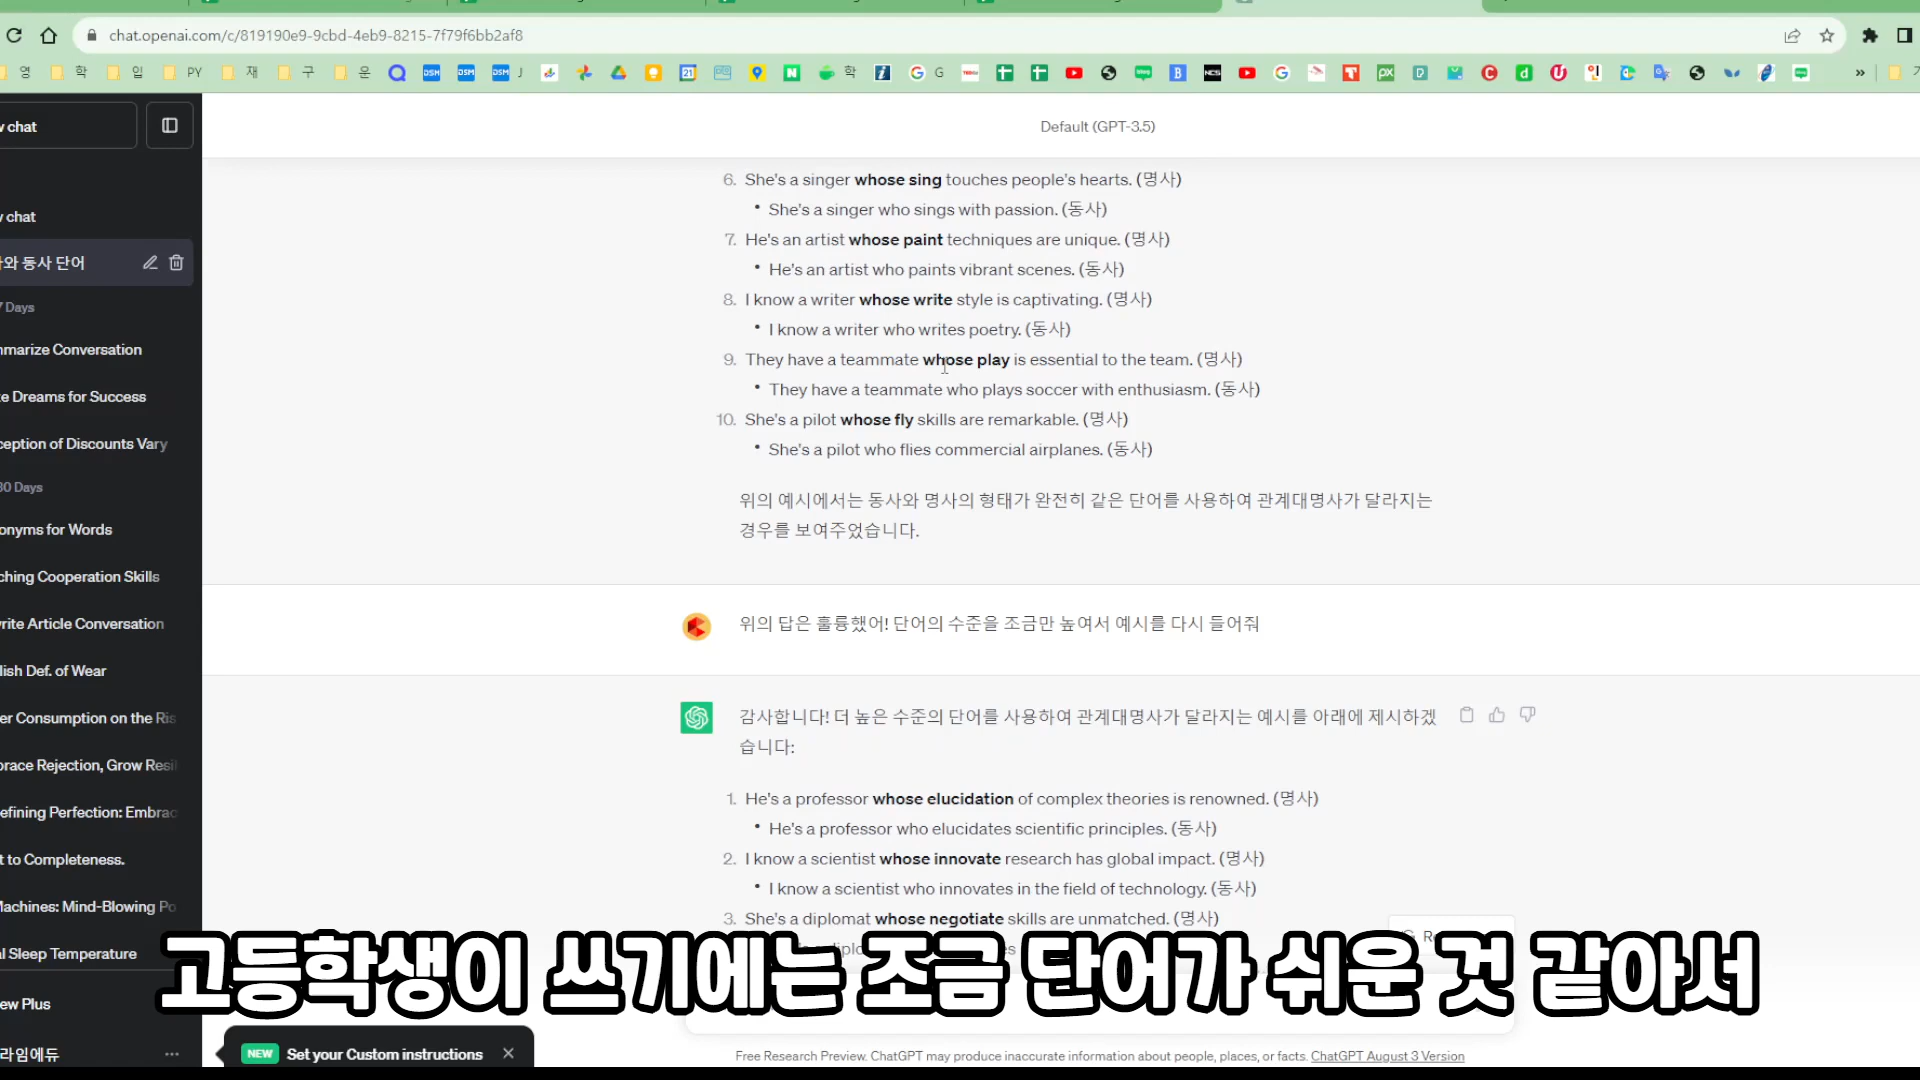 chat.openai.com/c/819190e9-9cbd-4eb9-8215-7f79f6bb2af8
영 학 입 PY 재 구 운 학 G
chat
Default (GPT-3.5)
chat
와 동사 단어
7 Days
Summarize Conversation
Dreams for Success
Perception of Discounts Vary
30 Days
for Words
Cooperation Skills
Article Conversation
Def. of Wear
Consumption on the Ris
Rejection, Grow Resi
Perfection: Embrac
to Completeness.
Machines: Mind-Blowing Po
Sleep Temperature
Plus
라임에듀
6. She's a singer whose sing touches people's hearts. (명사)
• She's a singer who sings with passion. (동사)
7. He's an artist whose paint techniques are unique. (명사)
• He's an artist who paints vibrant scenes. (동사)
8. I know a writer whose write style is captivating. (명사)
• I know a writer who writes poetry. (동사)
9. They have a teammate whose play is essential to the team. (명사)
• They have a teammate who plays soccer with enthusiasm. (동사)
10. She's a pilot whose fly skills are remarkable. (명사)
• She's a pilot who flies commercial airplanes. (동사)
위의 예시에서는 동사와 명사의 형태가 완전히 같은 단어를 사용하여 관계대명사가 달라지는
경우를 보여주었습니다.
위의 답은 훌륭했어! 단어의 수준을 조금만 높여서 예시를 다시 들어줘
감사합니다! 더 높은 수준의 단어를 사용하여 관계대명사가 달라지는 예시를 아래에 제시하겠
습니다:
1. He's a professor whose elucidation of complex theories is renowned. (명사)
• He's a professor who elucidates scientific principles. (동사)
2. I know a scientist whose innovate research has global impact. (명사)
• I know a scientist who innovates in the field of technology. (동사)
3. She's a diplomat whose negotiate skills are unmatched. (명사)
고등학생이 쓰기에는 조금 단어가 쉬운 것 같아서
NEW Set your Custom instructions
Free Research Preview. ChatGPT may produce inaccurate information about people, places, or facts. ChatGPT August 3 Version